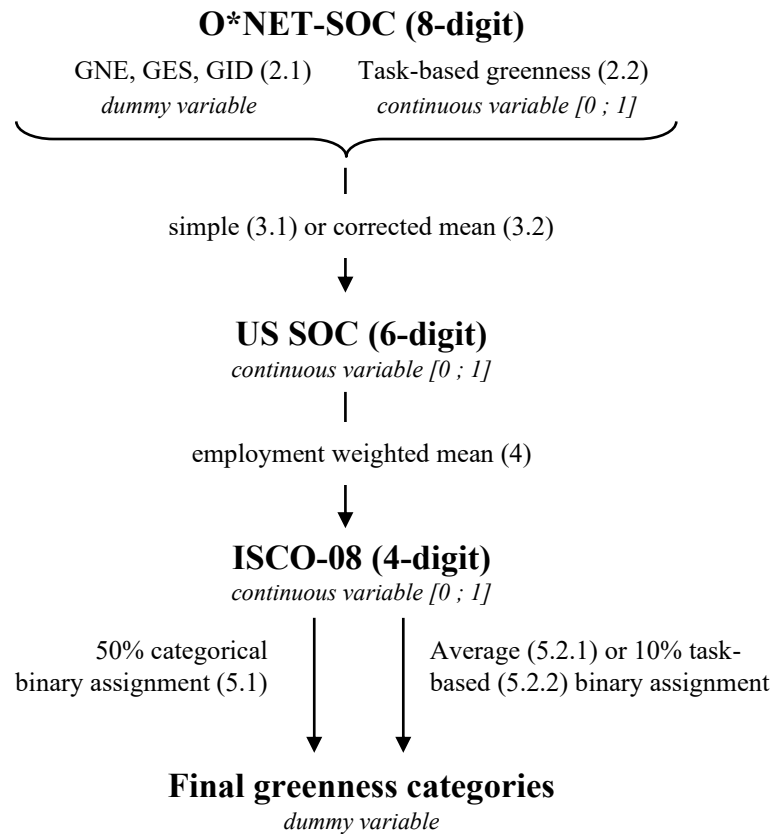 O*NET-SOC (8-digit)
GNE, GES, GID (2.1)
dummy variable
Task-based greenness (2.2)
continuous variable [0 ; 1]
simple (3.1) or corrected mean (3.2)
US SOC (6-digit)
continuous variable [0 ; 1]
employment weighted mean (4)
ISCO-08 (4-digit)
continuous variable [0 ; 1]
50% categorical
binary assignment (5.1)
Average (5.2.1) or 10% task-
based (5.2.2) binary assignment
Final greenness categories
dummy variable